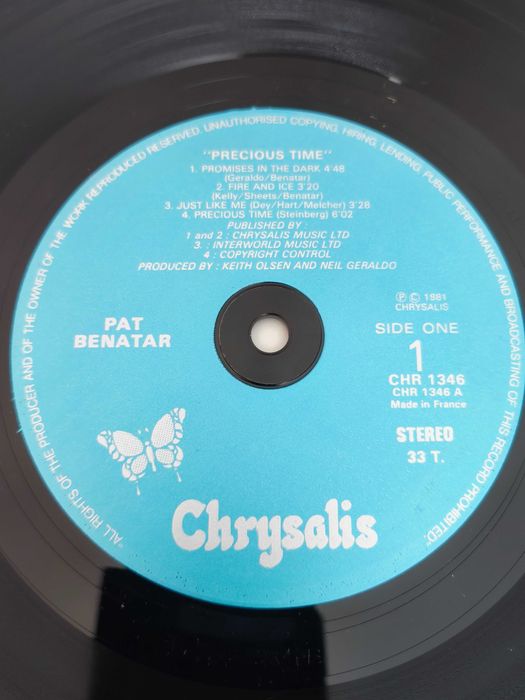 "ALL RIGHTS OF THE PRODUCER AND OF THE OWNER OF THE WORK REPRODUCED RESERVED. UNAUTHORISED COPYING, HIRING, LENDING, PUBLIC PERFORMANCE AND BROADCASTING OF THIS RECORD PROHIBITED."
"PRECIOUS TIME"
1. PROMISES IN THE DARK 4'48
(Geraldo/Benatar)
2. FIRE AND ICE 3'20
(Kelly/Sheets/Benatar)
3. JUST LIKE ME (Dey/Hart/Melcher) 3'28
4. PRECIOUS TIME (Steinberg) 6'02
PUBLISHED BY :
1 and 2 : CHRYSALIS MUSIC LTD
3. : INTERWORLD MUSIC LTD
4 : COPYRIGHT CONTROL
PRODUCED BY : KEITH OLSEN AND NEIL GERALDO
PAT
BENATAR
Ⓟ © 1981
CHRYSALIS
SIDE ONE
1
CHR 1346
CHR 1346 A
Made in France
STEREO
33 T.
Chrysalis